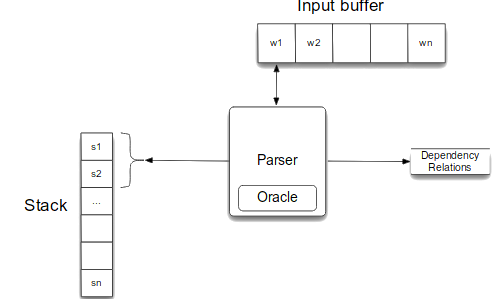 Input buffer
w1 w2 wn
Parser
Oracle
Dependency
Relations
Stack
s1
s2
...
sn